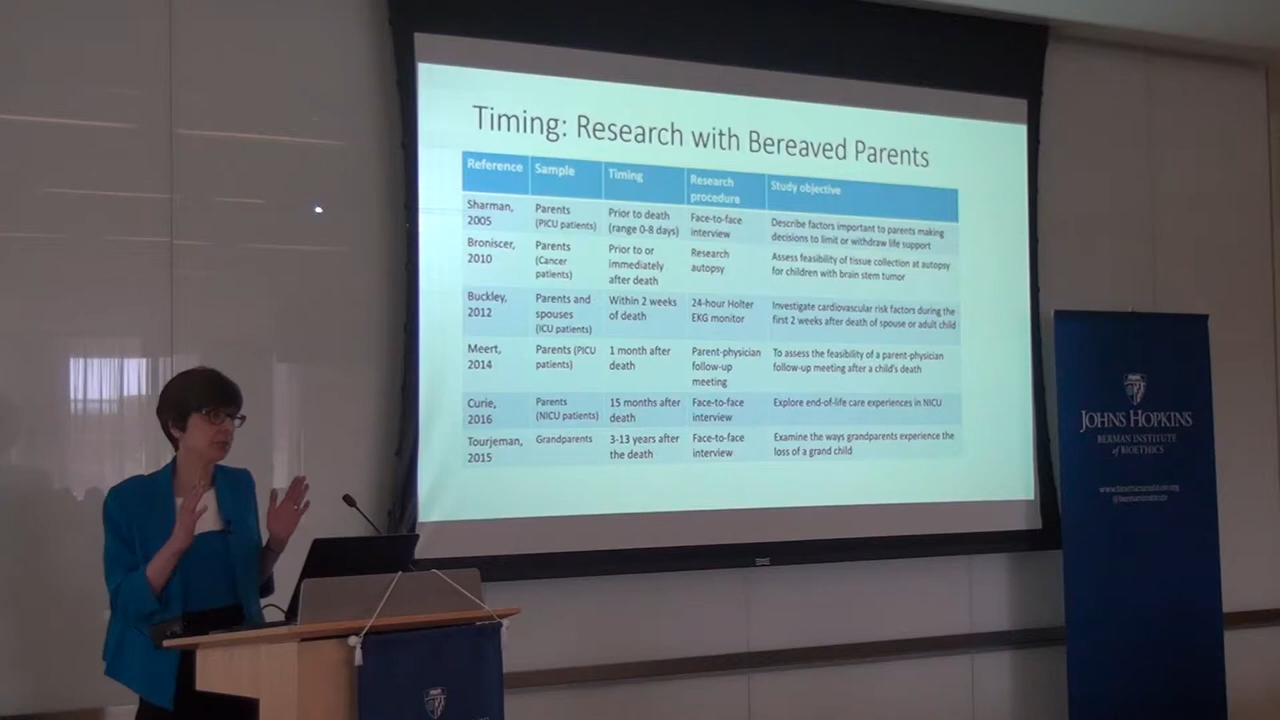 Timing: Research with Bereaved Parents
Reference Sample Timing Research procedure Study objective
Sharman, 2005 Parents (PICU patients) Prior to death (range 0-8 days) Face-to-face interview Describe factors important to parents making decisions to limit or withdraw life support
Broniscer, 2010 Parents (Cancer patients) Prior to or immediately after death Research autopsy Assess feasibility of tissue collection at autopsy for children with brain stem tumor
Buckley, 2012 Parents and spouses (ICU patients) Within 2 weeks of death 24-hour Holter EKG monitor Investigate cardiovascular risk factors during the first 2 weeks after death of spouse or adult child
Meert, 2014 Parents (PICU patients) 1 month after death Parent-physician follow-up meeting To assess the feasibility of a parent-physician follow-up meeting after a child's death
Curie, 2016 Parents (NICU patients) 15 months after death Face-to-face interview Explore end-of-life care experiences in NICU
Tourjeman, 2015 Grandparents 3-13 years after the death Face-to-face interview Examine the ways grandparents experience the loss of a grand child
JOHNS HOPKINS
BERMAN INSTITUTE
of BIOETHICS
@bermaninstitute